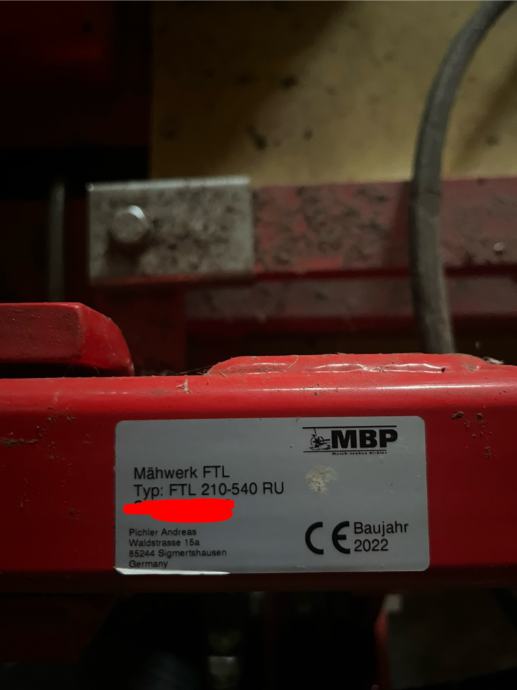 MBP
Mähwerk FTL
Typ: FTL 210-540 RU
Pichler Andreas
Waldstrasse 15a
85244 Sigmertshausen
Germany
CE
Baujahr
2022